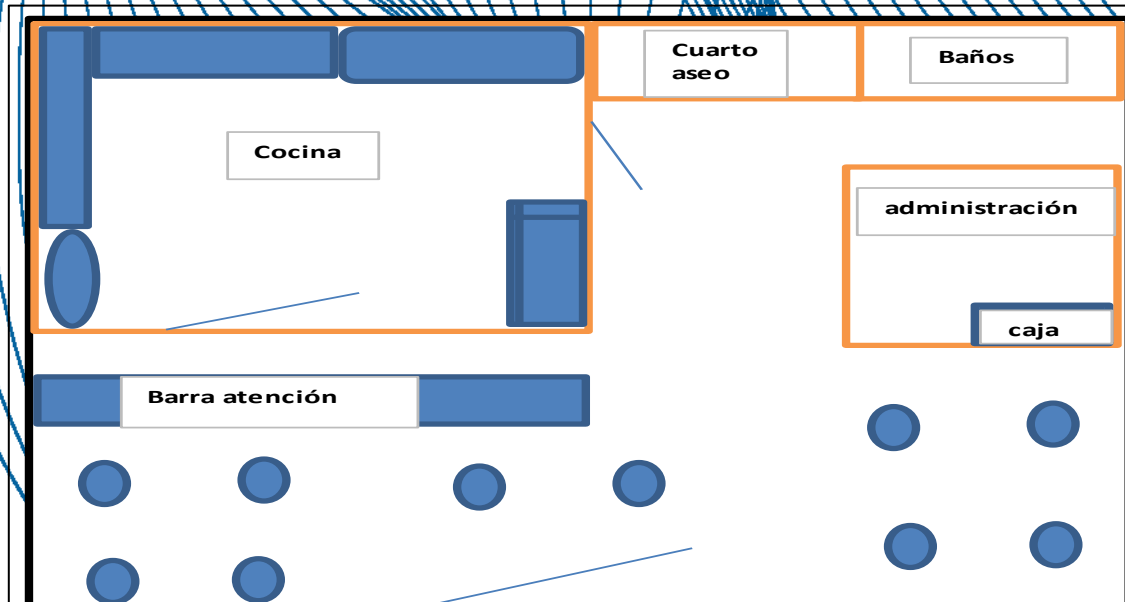 Cuarto
aseo
Baños
Cocina
administración
caja
Barra atención